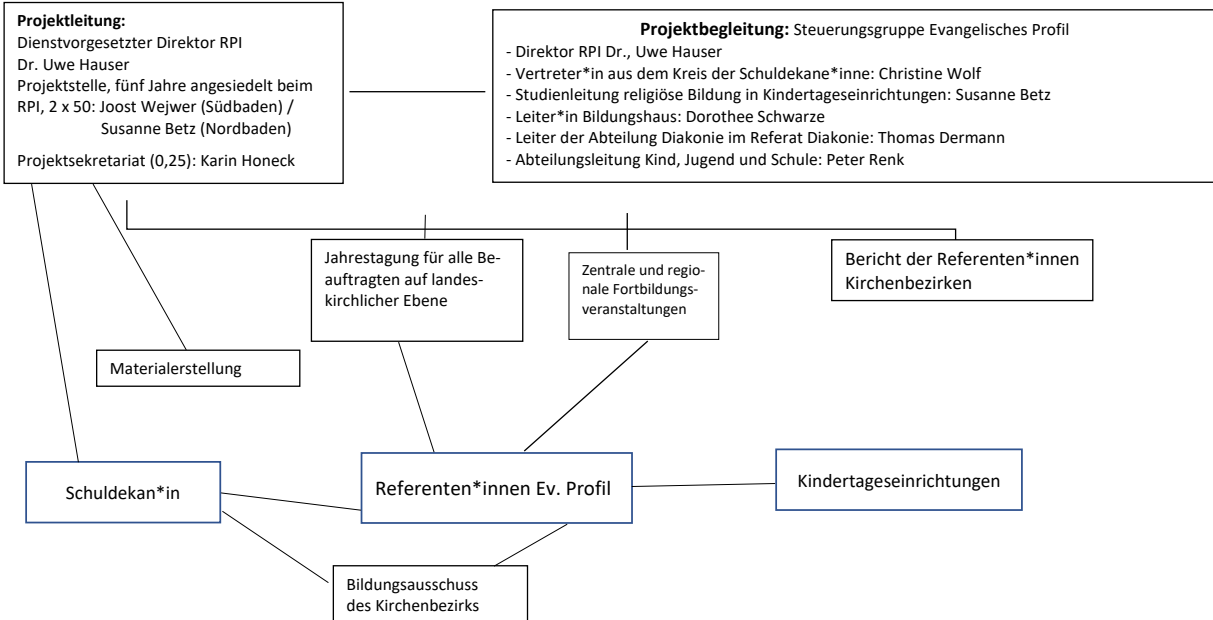 Projektleitung:
Dienstvorgesetzter Direktor RPI
Dr. Uwe Hauser
Projektstelle, fünf Jahre angesiedelt beim
RPI, 2 x 50: Joost Wejwer (Südbaden) /
Susanne Betz (Nordbaden)
Projektsekretariat (0,25): Karin Honeck
Projektbegleitung: Steuerungsgruppe Evangelisches Profil
- Direktor RPI Dr., Uwe Hauser
- Vertreter*in aus dem Kreis der Schuldekane*inne: Christine Wolf
- Studienleitung religiöse Bildung in Kindertageseinrichtungen: Susanne Betz
- Leiter*in Bildungshaus: Dorothee Schwarze
- Leiter der Abteilung Diakonie im Referat Diakonie: Thomas Dermann
- Abteilungsleitung Kind, Jugend und Schule: Peter Renk
Jahrestagung für alle Be-
auftragten auf landes-
kirchlicher Ebene
Zentrale und regio-
nale Fortbildungs-
veranstaltungen
Bericht der Referenten*innen
Kirchenbezirken
Materialerstellung
Schuldekan*in
Referenten*innen Ev. Profil
Kindertageseinrichtungen
Bildungsausschuss
des Kirchenbezirks